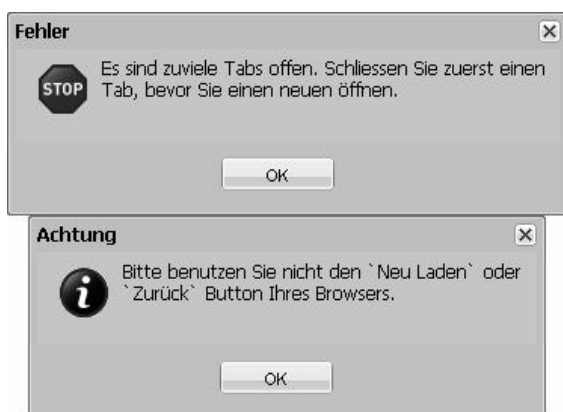 Fehler
STOP
Es sind zuviele Tabs offen. Schliessen Sie zuerst einen
Tab, bevor Sie einen neuen öffnen.
OK
Achtung
i
Bitte benutzen Sie nicht den `Neu Laden` oder
`Zurück` Button Ihres Browsers.
OK